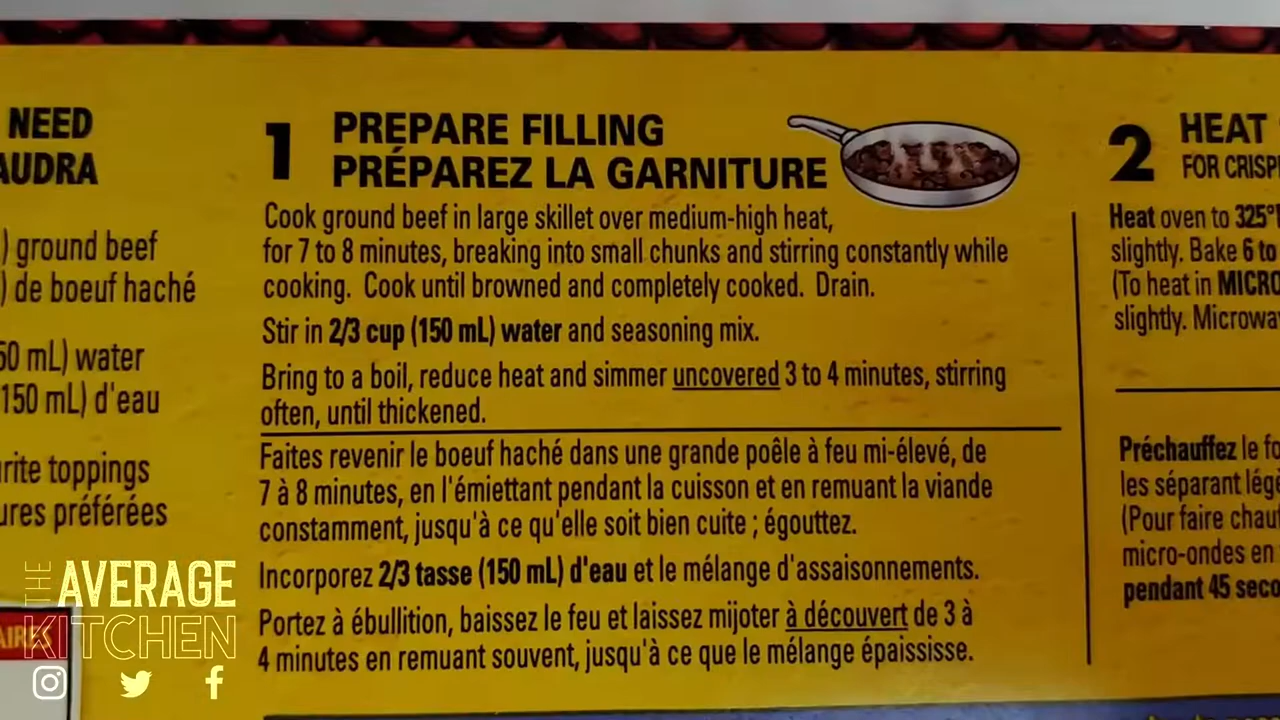 NEED
AUDRA
) ground beef
) de boeuf haché
50 mL) water
150 mL) d'eau
toppings
préférées
1 PREPARE FILLING
PRÉPAREZ LA GARNITURE
Cook ground beef in large skillet over medium-high heat,
for 7 to 8 minutes, breaking into small chunks and stirring constantly while
cooking. Cook until browned and completely cooked. Drain.
Stir in 2/3 cup (150 mL) water and seasoning mix.
Bring to a boil, reduce heat and simmer uncovered 3 to 4 minutes, stirring
often, until thickened.
Faites revenir le boeuf haché dans une grande poêle à feu mi-élevé, de
7 à 8 minutes, en l'émiettant pendant la cuisson et en remuant la viande
constamment, jusqu'à ce qu'elle soit bien cuite ; égouttez.
Incorporez 2/3 tasse (150 mL) d'eau et le mélange d'assaisonnements.
Portez à ébullition, baissez le feu et laissez mijoter à découvert de 3 à
4 minutes en remuant souvent, jusqu'à ce que le mélange épaississe.
2 HEAT
FOR CRISP
Heat oven to 325°
slightly. Bake 6 to
(To heat in MICRO
slightly. Microwa
Préchauffez le fo
les séparant légè
(Pour faire chau
micro-ondes en
pendant 45 seco
THE AVERAGE
KITCHEN